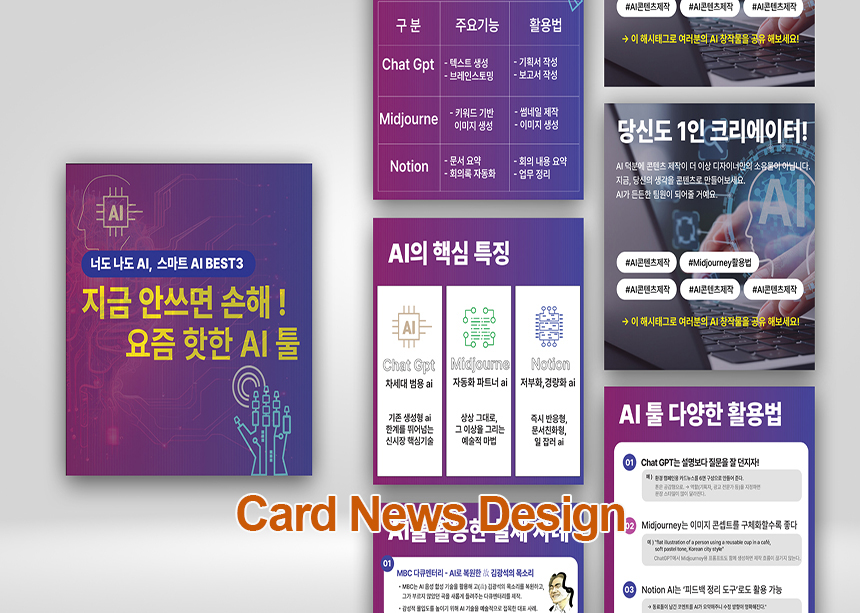 AI
너도 나도 AI, 스마트 AI BEST3
지금 안쓰면 손해 !
요즘 핫한 AI 툴
구 분
주요기능
활용법
Chat Gpt
- 텍스트 생성
- 브레인스토밍
- 기획서 작성
- 보고서 작성
Midjourne
- 키워드 기반
이미지 생성
- 썸네일 제작
- 이미지 생성
Notion
- 문서 요약
- 회의록 자동화
- 회의 내용 요약
- 업무 정리
AI의 핵심 특징
AI
Chat Gpt
차세대 범용 ai
기존 생성형 ai
한계를 뛰어넘는
신시장 핵심기술
Midjourne
자동화 파트너 ai
상상 그대로,
그 이상을 그리는
예술적 마법
Notion
저부화,경량화 ai
즉시 반응형,
문서친화형,
일 잘러 ai
01
MBC 다큐멘터리 - AI로 복원한 故 김광석의 목소리
• MBC는 AI 음성 합성 기술을 활용해 고(故) 김광석의 목소리를 복원하고,
그가 부르지 않았던 곡을 새롭게 들려주는 다큐멘터리를 제작.
• 감성적 몰입도를 높이기 위해 AI 기술을 예술적으로 접목한 대표 사례.
#AI콘텐츠제작 #AI콘텐츠제작 #AI콘텐츠제작
→ 이 해시태그로 여러분의 AI 창작물을 공유 해보세요!
당신도 1인 크리에이터!
AI 덕분에 콘텐츠 제작이 더 이상 디자이너만의 소유물이 아닙니다.
지금, 당신의 생각을 콘텐츠로 만들어보세요.
AI가 든든한 팀원이 되어줄 거예요.
AI
#AI콘텐츠제작 #Midjourney활용법
#AI콘텐츠제작 #AI콘텐츠제작 #AI콘텐츠제작
→ 이 해시태그로 여러분의 AI 창작물을 공유 해보세요!
AI 툴 다양한 활용법
01 Chat GPT는 설명보다 질문을 잘 던지자!
예 ) 환경 캠페인용 카드뉴스를 6컷 구성으로 만들어 준다.
02 Midjourney는 이미지 콘셉트를 구체화할수록 좋다
예 ) "flat illustration of a person using a reusable cup in a café,
soft pastel tone, Korean city style"
03 Notion AI는 '피드백 정리 도구'로도 활용 가능
Card News Design